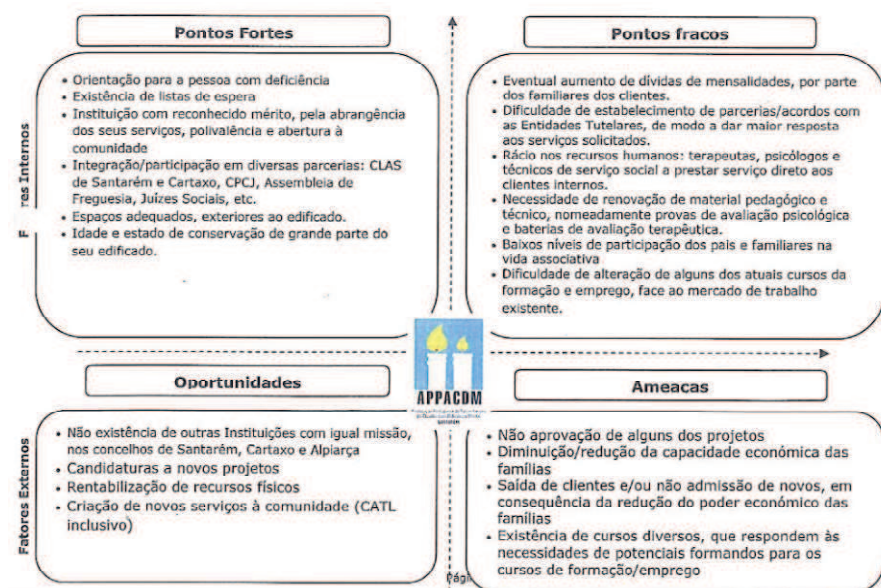 Pontos Fortes
• Orientação para a pessoa com deficiência
• Existência de listas de espera
• Instituição com reconhecido mérito, pela abrangência
dos seus serviços, polivalência e abertura à
comunidade
• Integração/participação em diversas parcerias: CLAS
de Santarém e Cartaxo, CPCJ, Assembleia de
Freguesia, Juízes Sociais, etc.
• Espaços adequados, exteriores ao edificado.
• Idade e estado de conservação de grande parte do
seu edificado.
Pontos fracos
• Eventual aumento de dívidas de mensalidades, por parte
dos familiares dos clientes.
• Dificuldade de estabelecimento de parcerias/acordos com
as Entidades Tutelares, de modo a dar maior resposta
aos serviços solicitados.
• Rácio nos recursos humanos: terapeutas, psicólogos e
técnicos de serviço social a prestar serviço direto aos
clientes internos.
• Necessidade de renovação de material pedagógico e
técnico, nomeadamente provas de avaliação psicológica
e baterias de avaliação terapêutica.
• Baixos níveis de participação dos pais e familiares na
vida associativa
• Dificuldade de alteração de alguns dos atuais cursos da
formação e emprego, face ao mercado de trabalho
existente.
F res Internos
APPACDM
Oportunidades
• Não existência de outras Instituições com igual missão,
nos concelhos de Santarém, Cartaxo e Alpiarça
• Candidaturas a novos projetos
• Rentabilização de recursos físicos
• Criação de novos serviços à comunidade (CATL
inclusivo)
Ameacas
• Não aprovação de alguns dos projetos
• Diminuição/redução da capacidade económica das
famílias
• Saída de clientes e/ou não admissão de novos, em
consequência da redução do poder económico das
famílias
• Existência de cursos diversos, que respondem às
necessidades de potenciais formandos para os
cursos de formação/emprego
Fatores Externos
Pági